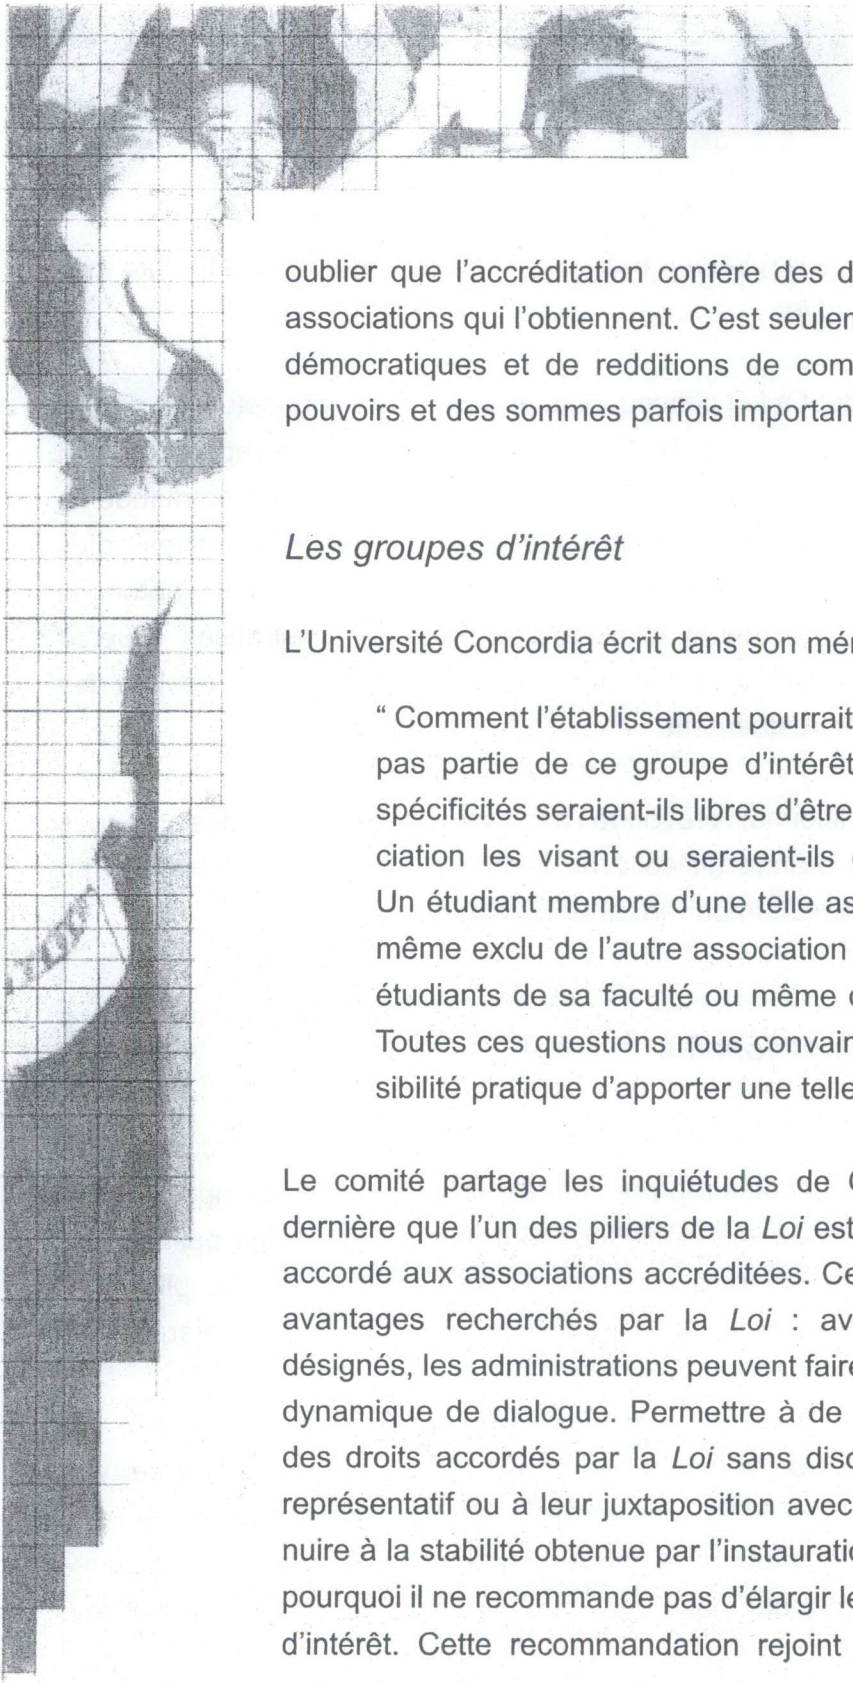 oublier que l'accréditation confère des d
associations qui l'obtiennent. C'est seuler
démocratiques et de redditions de com
pouvoirs et des sommes parfois importan
Les groupes d'intérêt
L'Université Concordia écrit dans son mér
“ Comment l'établissement pourrait
pas partie de ce groupe d'intérêt
spécificités seraient-ils libres d'être
ciation les visant ou seraient-ils
Un étudiant membre d'une telle as
même exclu de l'autre association
étudiants de sa faculté ou même
Toutes ces questions nous convair
sibilité pratique d'apporter une telle
Le comité partage les inquiétudes de C
dernière que l'un des piliers de la Loi est
accordé aux associations accréditées. Ce
avantages recherchés par la Loi : av
désignés, les administrations peuvent faire
dynamique de dialogue. Permettre à de
des droits accordés par la Loi sans disc
représentatif ou à leur juxtaposition avec
nuire à la stabilité obtenue par l'instauratio
pourquoi il ne recommande pas d'élargir le
d'intérêt. Cette recommandation rejoint